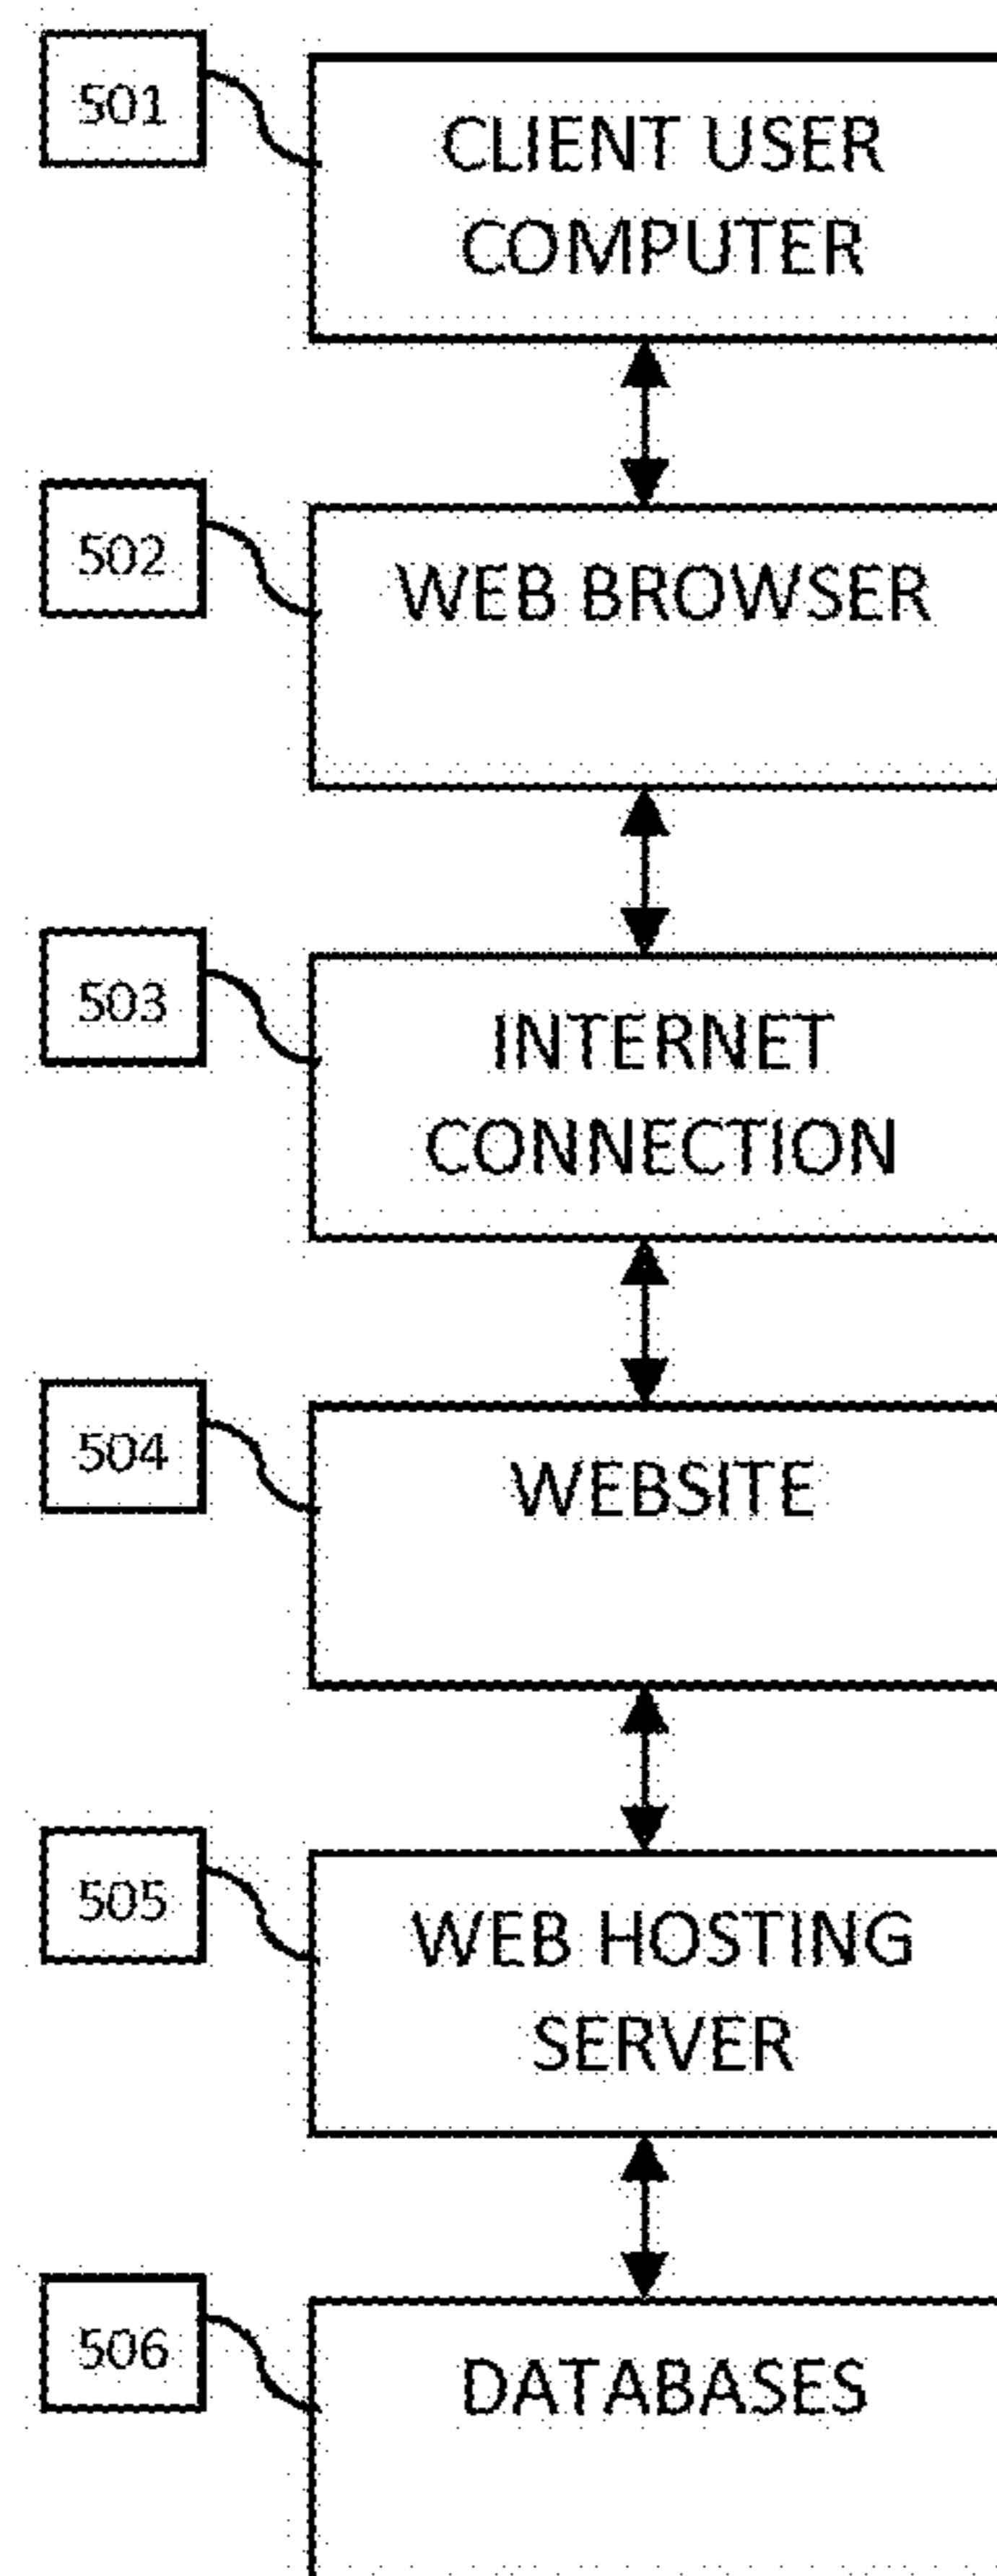 501
CLIENT USER
COMPUTER
502
WEB BROWSER
503
INTERNET
CONNECTION
504
WEBSITE
505
WEB HOSTING
SERVER
506
DATABASES